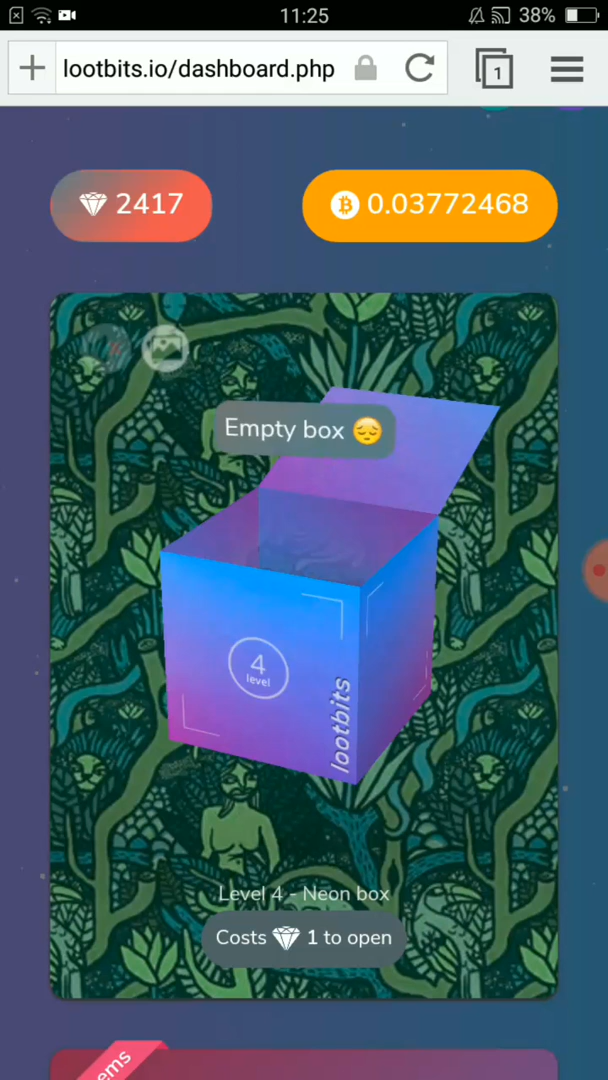 11:25
38%
lootbits.io/dashboard.php
1
2417
0.03772468
Empty box 😔
4
level
lootbits
Level 4 - Neon box
Costs 1 to open
ems